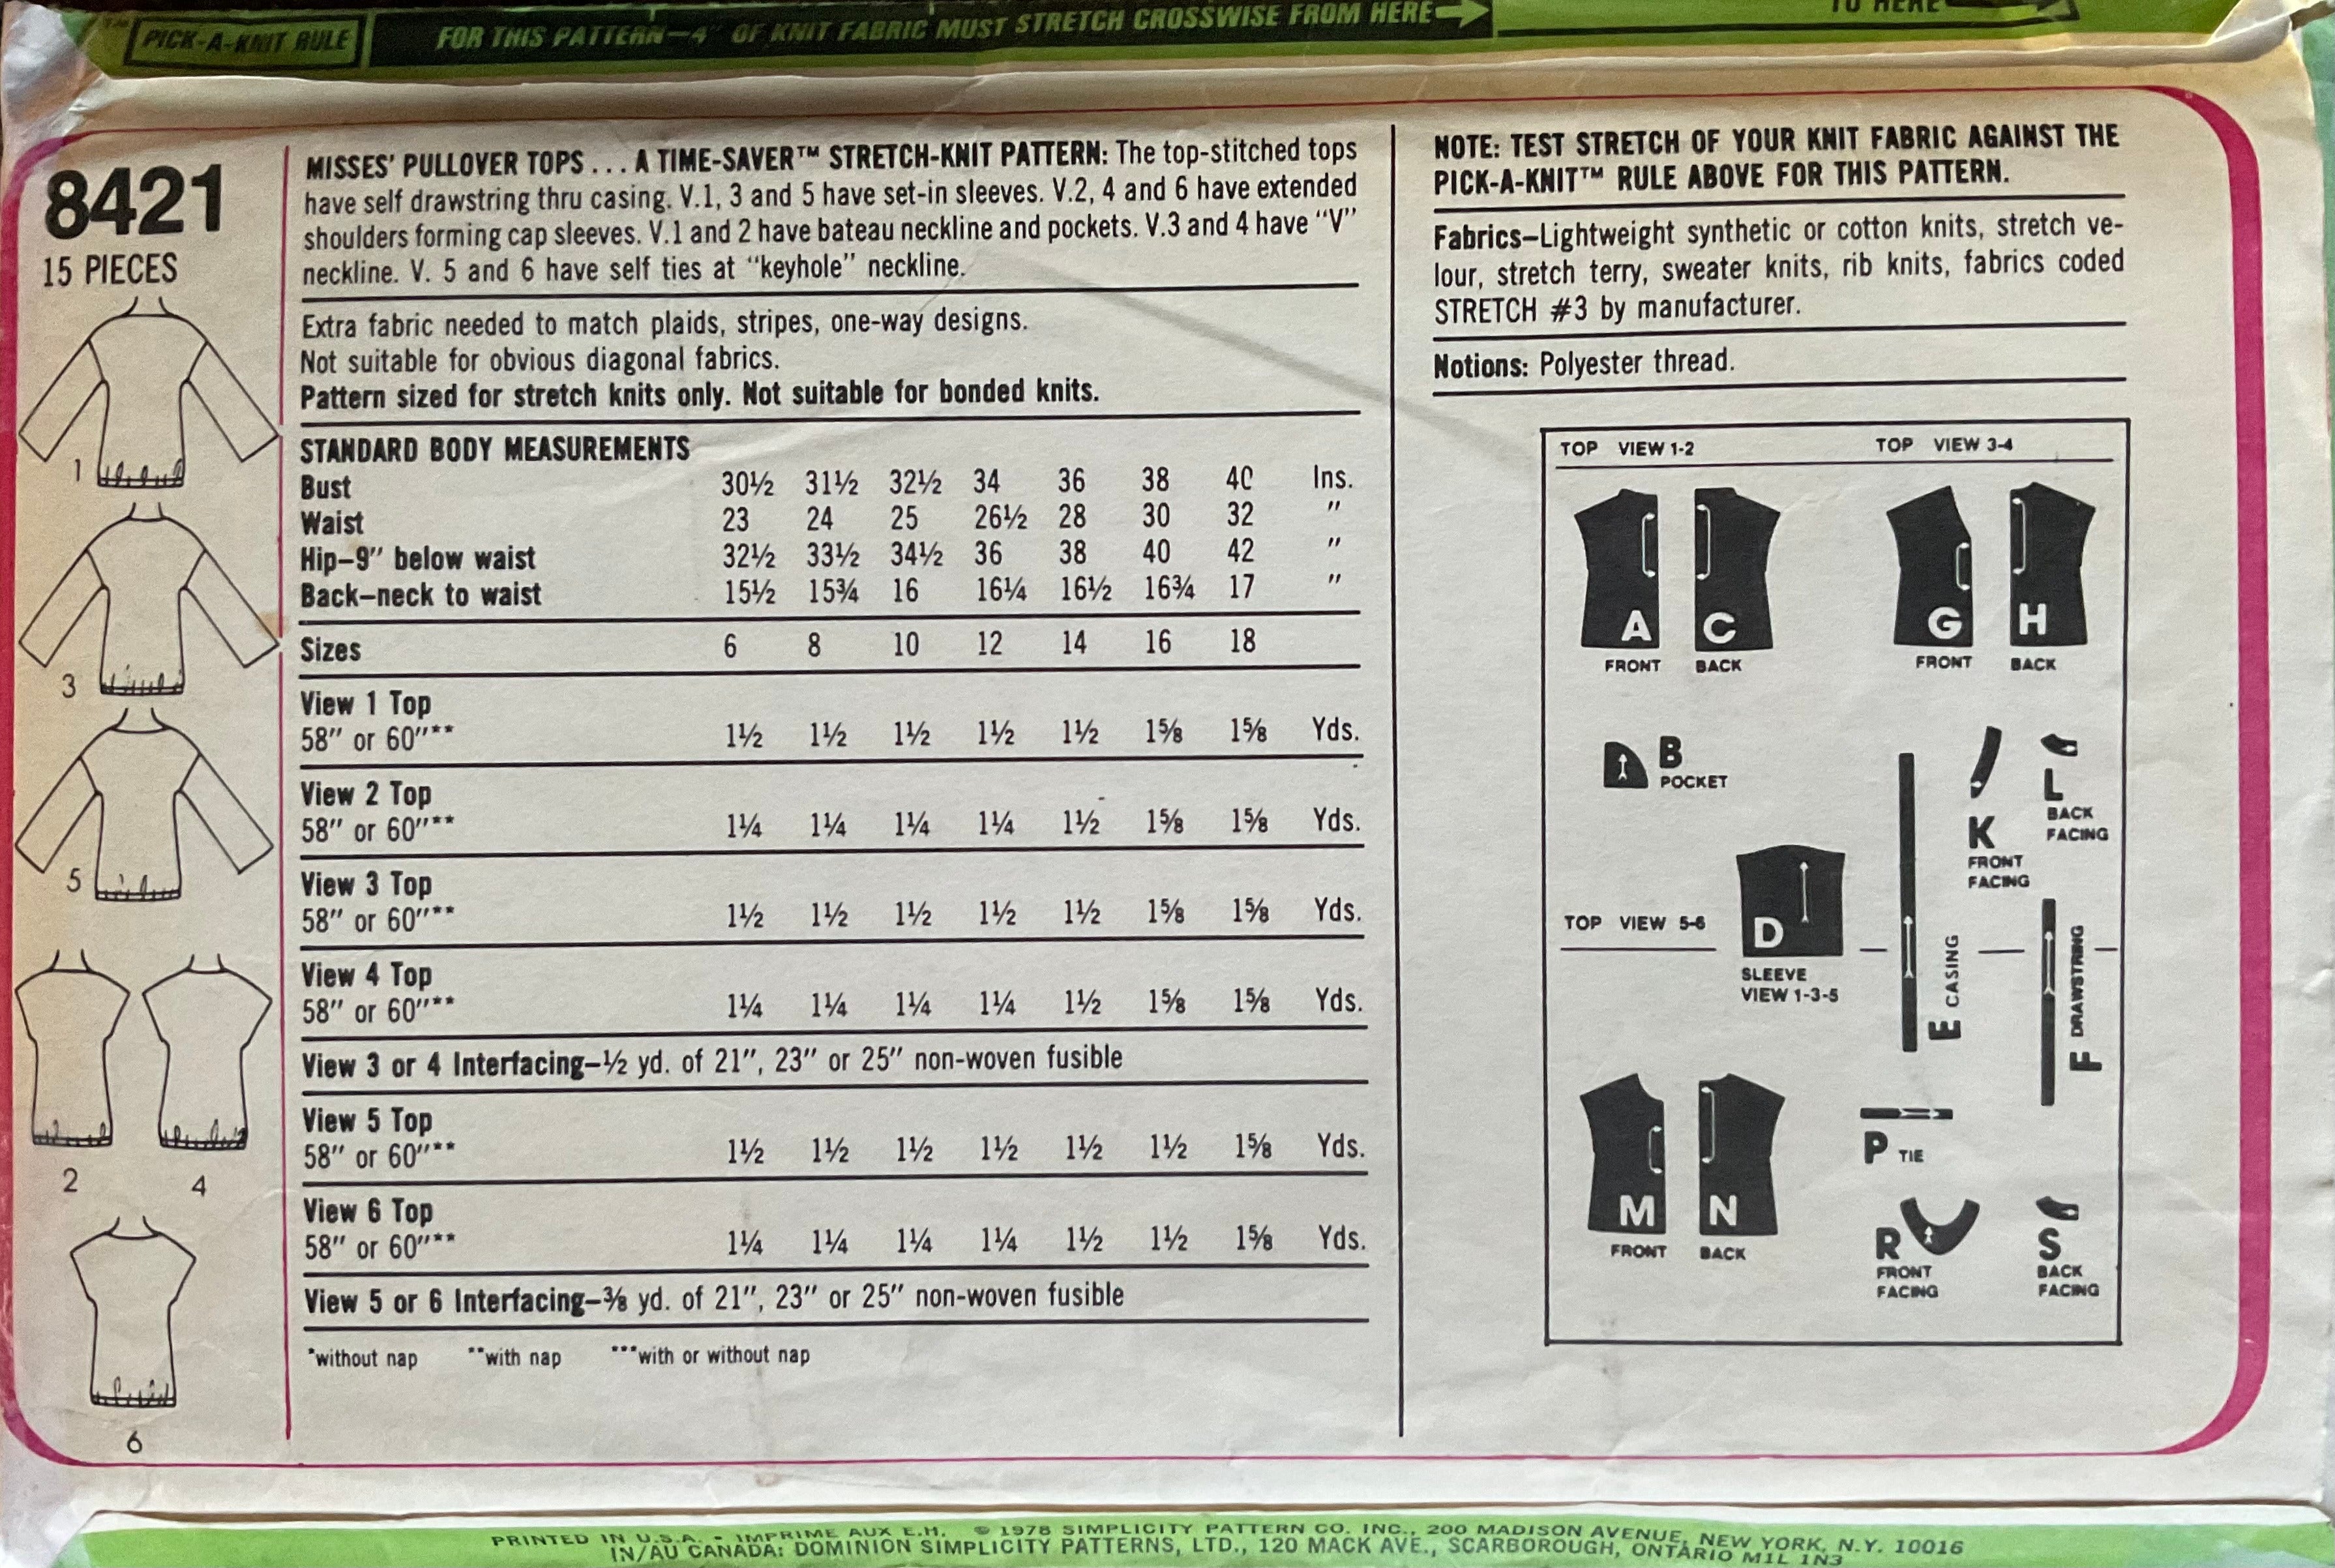 PICK-A-KNIT RULE
FOR THIS PATTERN—4" OF KNIT FABRIC MUST STRETCH CROSSWISE FROM HERE
TO HERE
8421
15 PIECES
1
3
5
2 4
6
MISSES' PULLOVER TOPS . . . A TIME-SAVER™ STRETCH-KNIT PATTERN: The top-stitched tops
have self drawstring thru casing. V.1, 3 and 5 have set-in sleeves. V.2, 4 and 6 have extended
shoulders forming cap sleeves. V.1 and 2 have bateau neckline and pockets. V.3 and 4 have "V"
neckline. V. 5 and 6 have self ties at "keyhole" neckline.
Extra fabric needed to match plaids, stripes, one-way designs.
Not suitable for obvious diagonal fabrics.
Pattern sized for stretch knits only. Not suitable for bonded knits.
STANDARD BODY MEASUREMENTS
Bust 30½ 31½ 32½ 34 36 38 40 Ins.
Waist 23 24 25 26½ 28 30 32 "
Hip—9" below waist 32½ 33½ 34½ 36 38 40 42 "
Back—neck to waist 15½ 15¾ 16 16¼ 16½ 16¾ 17 "
Sizes 6 8 10 12 14 16 18
View 1 Top
58" or 60"** 1½ 1½ 1½ 1½ 1½ 1⅝ 1⅝ Yds.
View 2 Top
58" or 60"** 1¼ 1¼ 1¼ 1¼ 1½ 1⅝ 1⅝ Yds.
View 3 Top
58" or 60"** 1½ 1½ 1½ 1½ 1½ 1⅝ 1⅝ Yds.
View 4 Top
58" or 60"** 1¼ 1¼ 1¼ 1¼ 1½ 1⅝ 1⅝ Yds.
View 3 or 4 Interfacing—½ yd. of 21", 23" or 25" non-woven fusible
View 5 Top
58" or 60"** 1½ 1½ 1½ 1½ 1½ 1½ 1⅝ Yds.
View 6 Top
58" or 60"** 1¼ 1¼ 1¼ 1¼ 1½ 1½ 1⅝ Yds.
View 5 or 6 Interfacing—⅜ yd. of 21", 23" or 25" non-woven fusible
*without nap **with nap ***with or without nap
NOTE: TEST STRETCH OF YOUR KNIT FABRIC AGAINST THE
PICK-A-KNIT™ RULE ABOVE FOR THIS PATTERN.
Fabrics—Lightweight synthetic or cotton knits, stretch ve-
lour, stretch terry, sweater knits, rib knits, fabrics coded
STRETCH #3 by manufacturer.
Notions: Polyester thread.
TOP VIEW 1-2 TOP VIEW 3-4
A C G H
FRONT BACK FRONT BACK
B
POCKET
K
FRONT
FACING
L
BACK
FACING
TOP VIEW 5-6
D
SLEEVE
VIEW 1-3-5
E CASING
F DRAWSTRING
M N
FRONT BACK
P TIE
R
FRONT
FACING
S
BACK
FACING
PRINTED IN U.S.A. - IMPRIME AUX E.H. © 1978 SIMPLICITY PATTERN CO. INC., 200 MADISON AVENUE, NEW YORK, N.Y. 10016
IN/AU CANADA: DOMINION SIMPLICITY PATTERNS, LTD., 120 MACK AVE., SCARBOROUGH, ONTARIO M1L 1N3